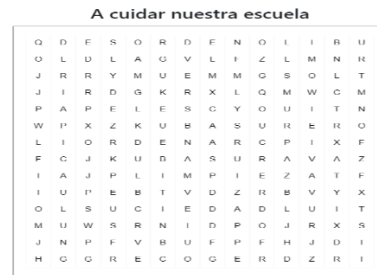 A cuidar nuestra escuela
Q D E S O R D E N O L I B U
O L D L A G V L F Z L M N R
J R R Y M U E M M G S O L T
J I R D G K R X L Q M W C M
P A P E L E S C Y O U I T N
W P X Z K U B A S U R E R O
L I O R D E N A R C P I X F
F C J K U B A S U R A V A Z
I A J P L I M P I E Z A T F
I U P E B T V D Z R B V Y X
O L S U C I E D A D L U I T
M U W S R N I D P O J R X S
J N P F V B U F P F H J D I
H G G R E C O G E R D Z R I